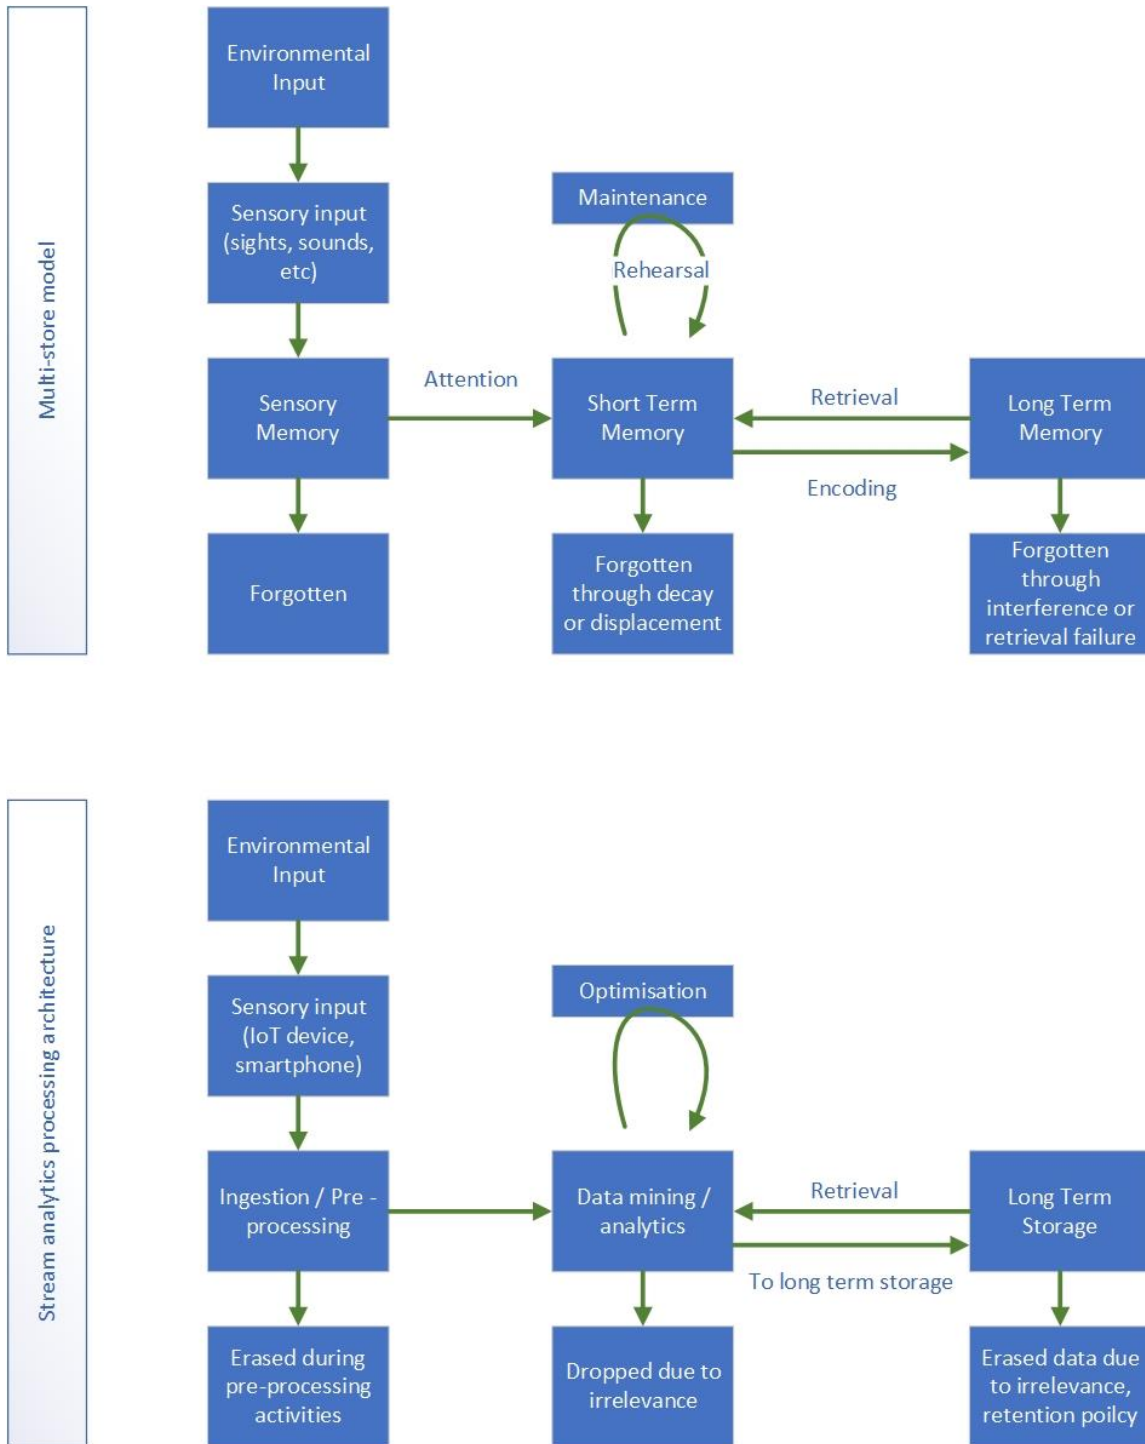 Multi-store model
Environmental
Input
Sensory input
(sights, sounds,
etc)
Maintenance
Rehearsal
Sensory
Memory
Attention
Short Term
Memory
Retrieval
Encoding
Long Term
Memory
Forgotten
Forgotten
through decay
or displacement
Forgotten
through
interference or
retrieval failure
Stream analytics processing architecture
Environmental
Input
Sensory input
(IoT device,
smartphone)
Optimisation
Ingestion / Pre -
processing
Data mining /
analytics
Retrieval
To long term storage
Long Term
Storage
Erased during
pre-processing
activities
Dropped due to
irrelevance
Erased data due
to irrelevance,
retention poilcy